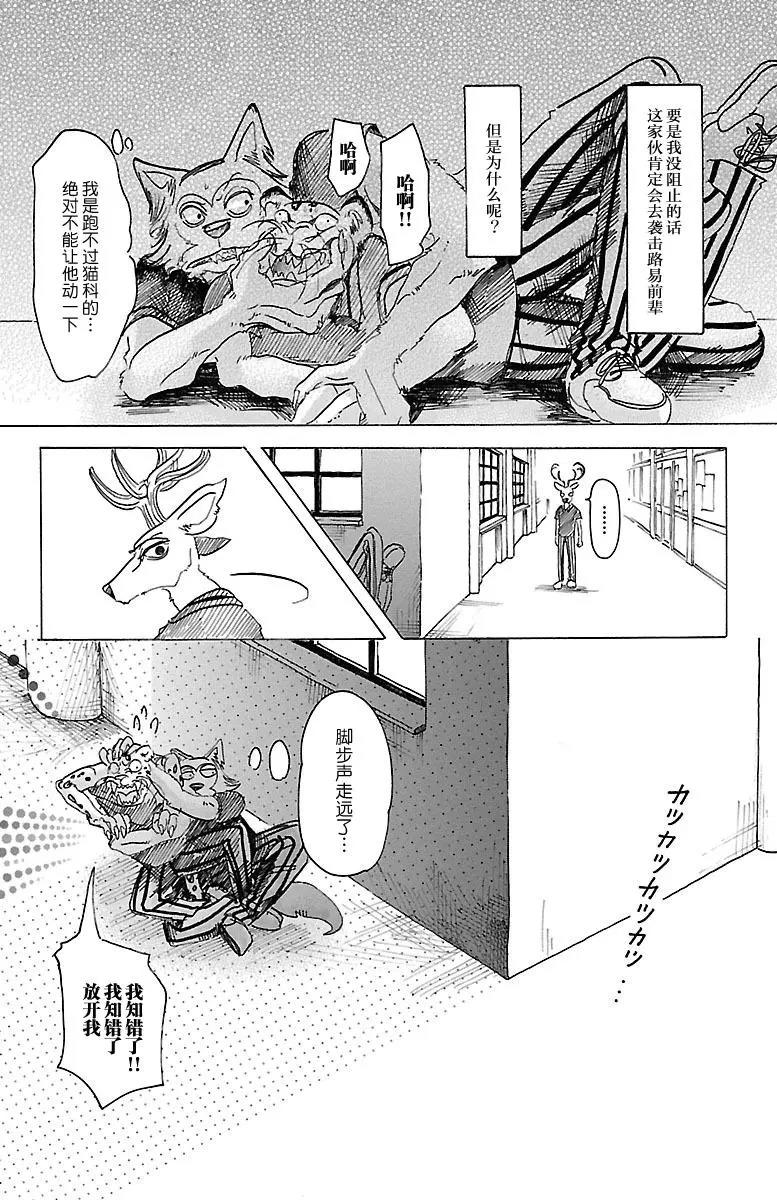 要是我没阻止的话
这家伙肯定会去袭击路易前辈
但是为什么呢？
哈啊!!
哈啊
我是跑不过猫科的…
绝对不能让他动一下
……
脚步声走远了…
カツカツカツカツ…
我知错了!!
我知错了
放开我